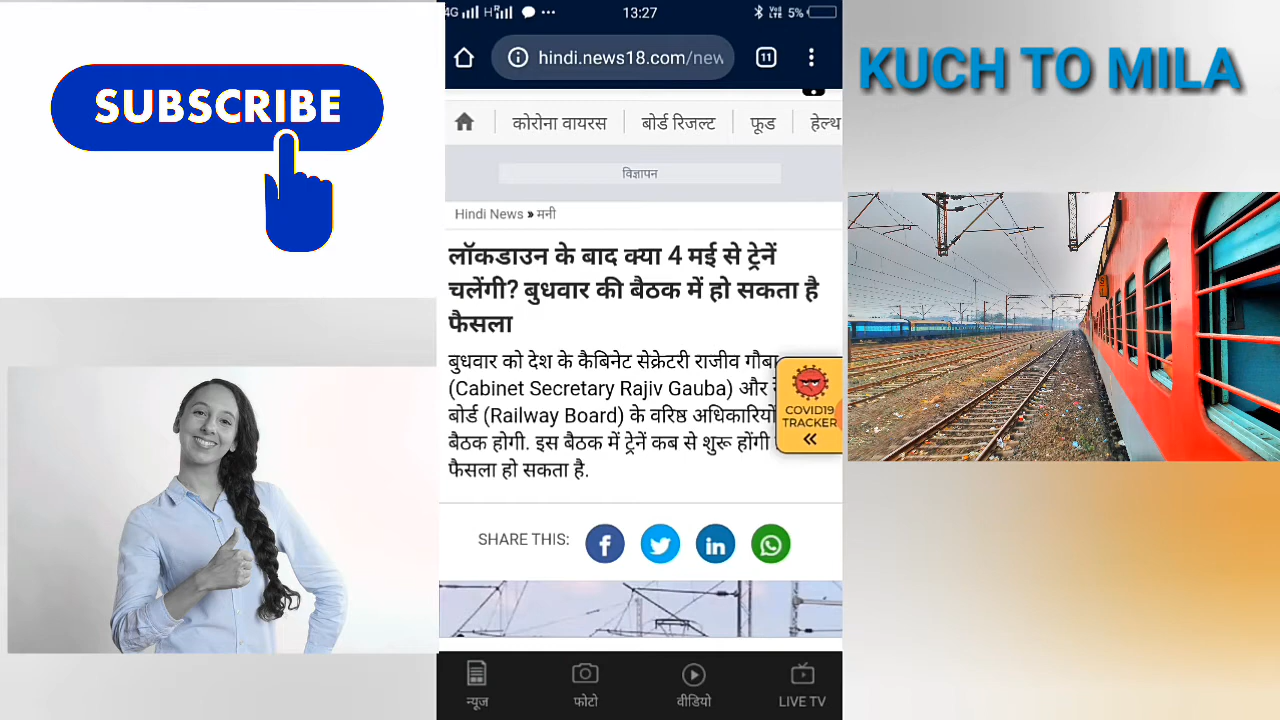 SUBSCRIBE
4G H R 13:27 5%
hindi.news18.com/new
11
KUCH TO MILA
कोरोना वायरस बोर्ड रिजल्ट फूड हेल्थ
विज्ञापन
Hindi News » मनी
लॉकडाउन के बाद क्या 4 मई से ट्रेनें
चलेंगी? बुधवार की बैठक में हो सकता है
फैसला
बुधवार को देश के कैबिनेट सेक्रेटरी राजीव गौबा
(Cabinet Secretary Rajiv Gauba) और
बोर्ड (Railway Board) के वरिष्ठ अधिकारियों
बैठक होगी. इस बैठक में ट्रेनें कब से शुरू होंगी
फैसला हो सकता है.
COVID19
TRACKER
SHARE THIS:
न्यूज फोटो वीडियो LIVE TV